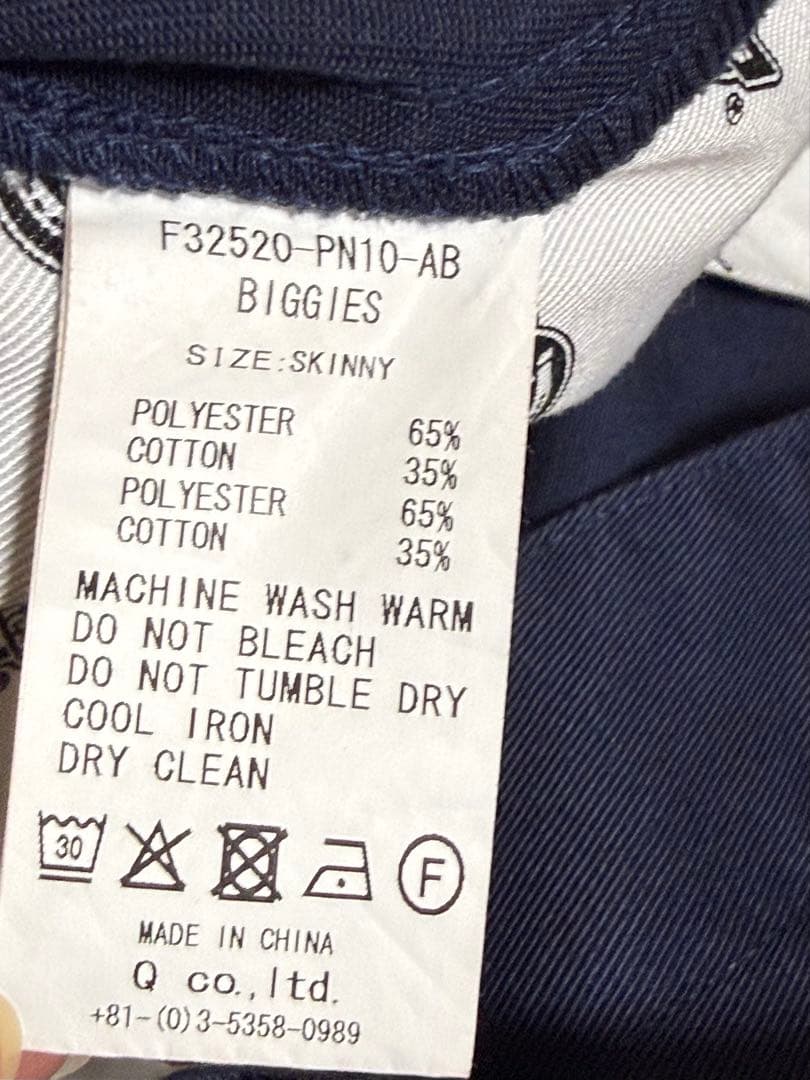 F32520-PN10-AB
BIGGIES
SIZE:SKINNY
POLYESTER 65%
COTTON 35%
POLYESTER 65%
COTTON 35%
MACHINE WASH WARM
DO NOT BLEACH
DO NOT TUMBLE DRY
COOL IRON
DRY CLEAN
30
F
MADE IN CHINA
Q co.,ltd.
+81-(0)3-5358-0989